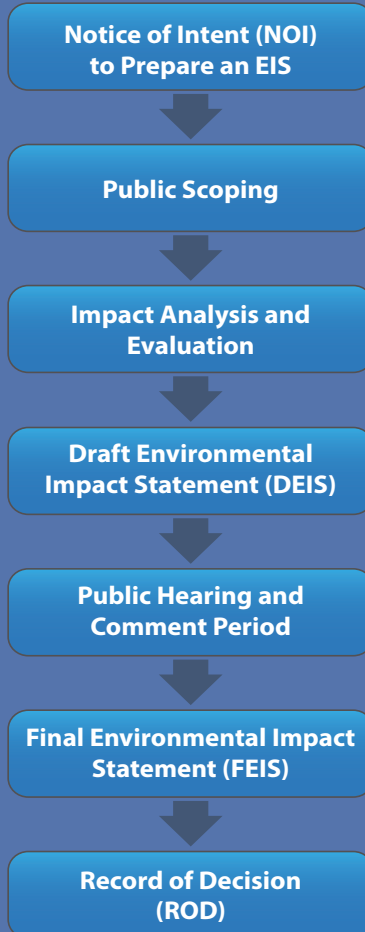 Notice of Intent (NOI)
to Prepare an EIS
Public Scoping
Impact Analysis and
Evaluation
Draft Environmental
Impact Statement (DEIS)
Public Hearing and
Comment Period
Final Environmental Impact
Statement (FEIS)
Record of Decision
(ROD)